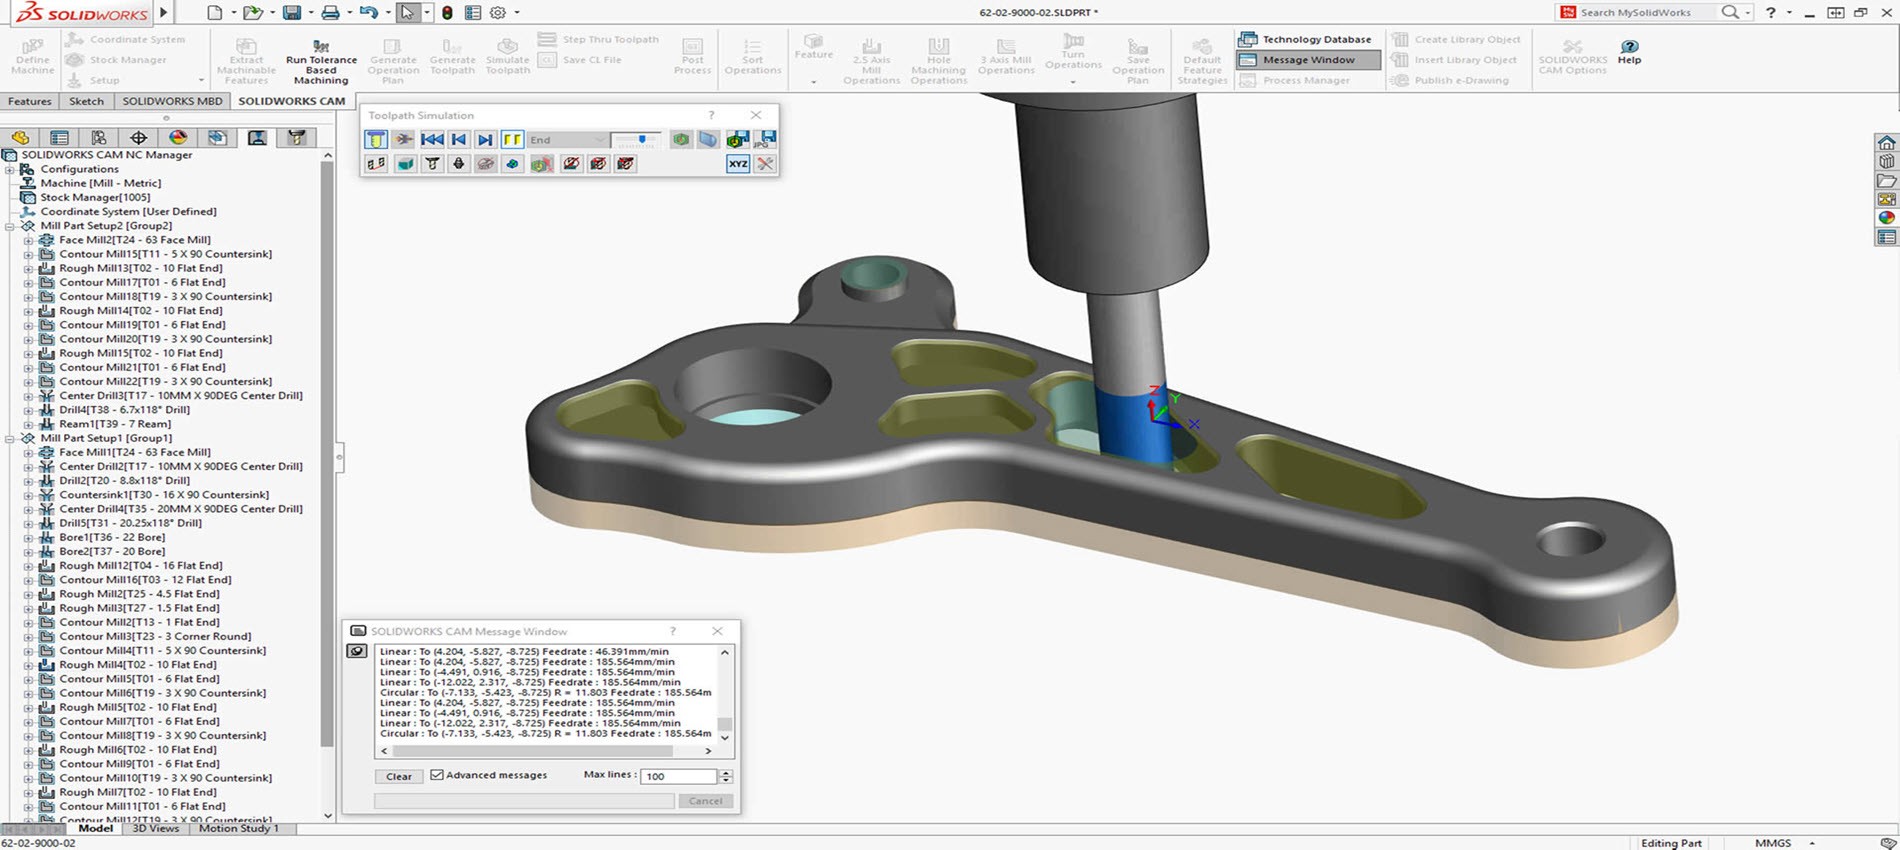 SOLIDWORKS
62-02-9000-02.SLDPRT *
Search MySolidWorks
?
Define
Machine
Coordinate System
Stock Manager
Setup
Extract
Machinable
Features
Run Tolerance
Based
Machining
Generate
Operation
Plan
Generate
Toolpath
Simulate
Toolpath
Step Thru Toolpath
Save CL File
Post
Process
Sort
Operations
Feature
2.5 Axis
Mill
Operations
Hole
Machining
Operations
3 Axis Mill
Operations
Turn
Operations
Save
Operation
Plan
Default
Feature
Strategies
Technology Database
Message Window
Process Manager
Create Library Object
Insert Library Object
Publish e-Drawing
SOLIDWORKS
CAM Options
Help
Features
Sketch
SOLIDWORKS MBD
SOLIDWORKS CAM
Toolpath Simulation
?
End
XYZ
SOLIDWORKS CAM NC Manager
Configurations
Machine [Mill - Metric]
Stock Manager[1005]
Coordinate System [User Defined]
Mill Part Setup2 [Group2]
Face Mill2[T24 - 63 Face Mill]
Contour Mill15[T11 - 5 X 90 Countersink]
Rough Mill13[T02 - 10 Flat End]
Contour Mill17[T01 - 6 Flat End]
Contour Mill18[T19 - 3 X 90 Countersink]
Rough Mill14[T02 - 10 Flat End]
Contour Mill19[T01 - 6 Flat End]
Contour Mill20[T19 - 3 X 90 Countersink]
Rough Mill15[T02 - 10 Flat End]
Contour Mill21[T01 - 6 Flat End]
Contour Mill22[T19 - 3 X 90 Countersink]
Center Drill3[T17 - 10MM X 90DEG Center Drill]
Drill4[T38 - 6.7x118° Drill]
Ream1[T39 - 7 Ream]
Mill Part Setup1 [Group1]
Face Mill1[T24 - 63 Face Mill]
Center Drill2[T17 - 10MM X 90DEG Center Drill]
Drill2[T20 - 8.8x118° Drill]
Countersink1[T30 - 16 X 90 Countersink]
Center Drill4[T35 - 20MM X 90DEG Center Drill]
Drill5[T31 - 20.25x118° Drill]
Bore1[T36 - 22 Bore]
Bore2[T37 - 20 Bore]
Rough Mill12[T04 - 16 Flat End]
Contour Mill16[T03 - 12 Flat End]
Rough Mill2[T25 - 4.5 Flat End]
Rough Mill3[T27 - 1.5 Flat End]
Contour Mill2[T13 - 1 Flat End]
Contour Mill3[T23 - 3 Corner Round]
Contour Mill4[T11 - 5 X 90 Countersink]
Rough Mill4[T02 - 10 Flat End]
Contour Mill5[T01 - 6 Flat End]
Contour Mill6[T19 - 3 X 90 Countersink]
Rough Mill5[T02 - 10 Flat End]
Contour Mill7[T01 - 6 Flat End]
Contour Mill8[T19 - 3 X 90 Countersink]
Rough Mill6[T02 - 10 Flat End]
Contour Mill9[T01 - 6 Flat End]
Contour Mill10[T19 - 3 X 90 Countersink]
Rough Mill7[T02 - 10 Flat End]
Contour Mill11[T01 - 6 Flat End]
Contour Mill12[T19 - 3 X 90 Countersink]
Z
Y
X
SOLIDWORKS CAM Message Window
?
Linear : To (4.204, -5.827, -8.725) Feedrate : 46.391mm/min
Linear : To (4.204, -5.827, -8.725) Feedrate : 185.564mm/min
Linear : To (-4.491, 0.916, -8.725) Feedrate : 185.564mm/min
Linear : To (-12.022, 2.317, -8.725) Feedrate : 185.564mm/min
Circular : To (-7.133, -5.423, -8.725) R = 11.803 Feedrate : 185.564m
Linear : To (4.204, -5.827, -8.725) Feedrate : 185.564mm/min
Linear : To (-4.491, 0.916, -8.725) Feedrate : 185.564mm/min
Linear : To (-12.022, 2.317, -8.725) Feedrate : 185.564mm/min
Circular : To (-7.133, -5.423, -8.725) R = 11.803 Feedrate : 185.564m
Clear
Advanced messages
Max lines :
100
Cancel
Model
3D Views
Motion Study 1
62-02-9000-02
Editing Part
MMGS